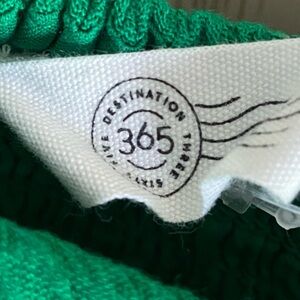 DESTINATION THREE SIXTY FIVE
365